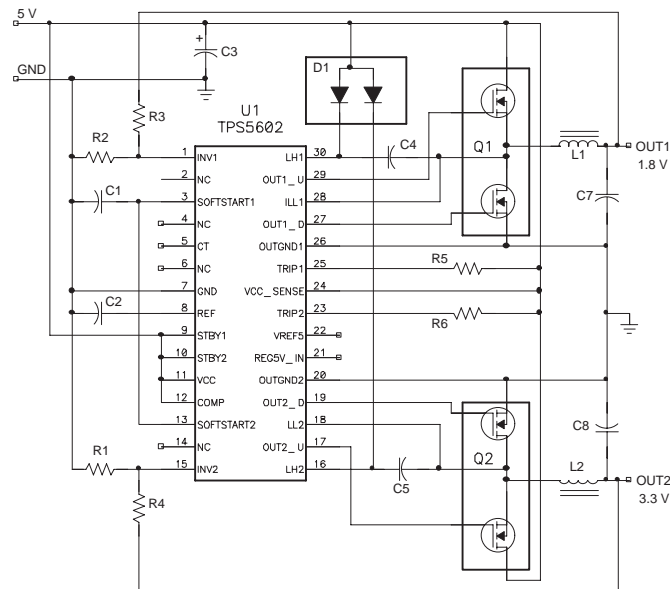 5 V
+
C3
GND
D1
R3
U1
TPS5602
R2
1 INV1 LH1 30
C4
Q1
L1
OUT1
1.8 V
2 NC OUT1_U 29
C1
3 SOFTSTART1 ILL1 28
C7
4 NC OUT1_D 27
5 CT OUTGND1 26
6 NC TRIP1 25
R5
7 GND VCC_SENSE 24
C2
8 REF TRIP2 23
R6
9 STBY1 VREF5 22
10 STBY2 REG5V_IN 21
11 VCC OUTGND2 20
12 COMP OUT2_D 19
13 SOFTSTART2 LL2 18
C8
14 NC OUT2_U 17
R1
15 INV2 LH2 16
C5
Q2
L2
OUT2
3.3 V
R4